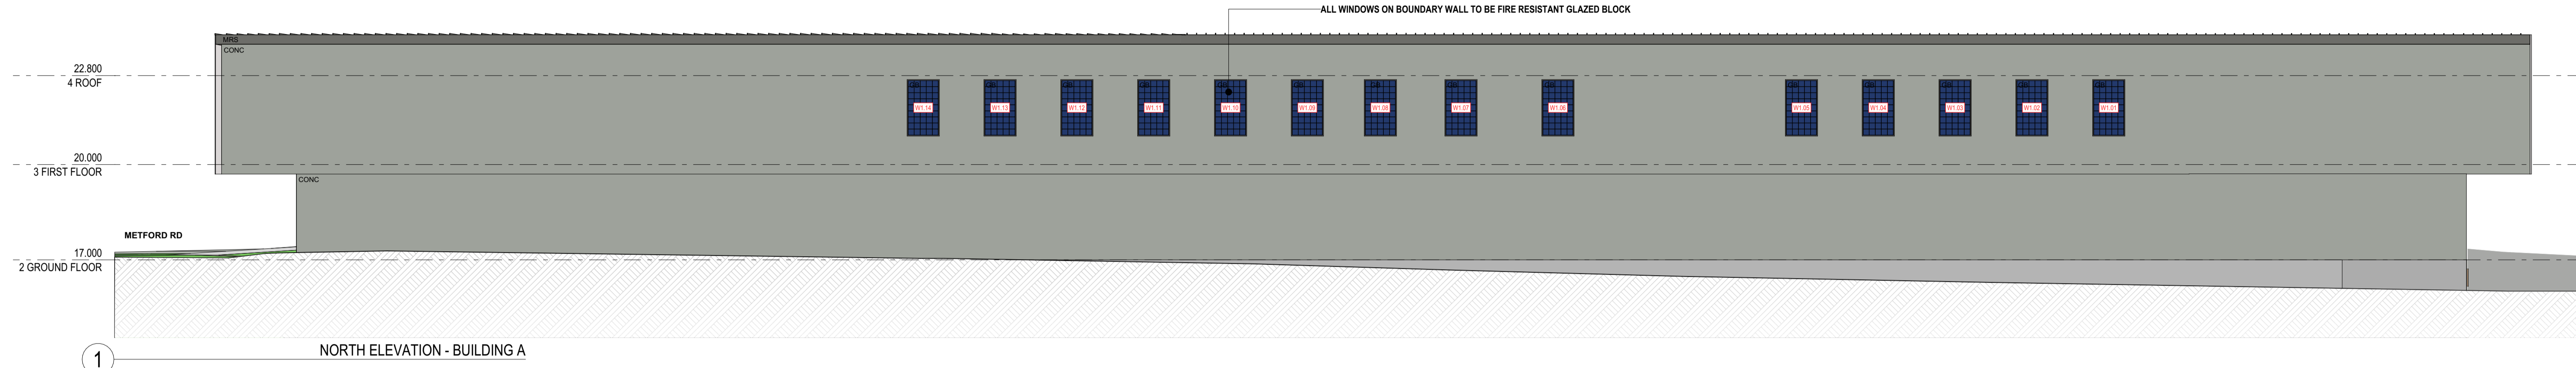 ALL WINDOWS ON BOUNDARY WALL TO BE FIRE RESISTANT GLAZED BLOCK
MRS
CONC
22.800
4 ROOF
W1.14 W1.13 W1.12 W1.11 W1.10 W1.09 W1.08 W1.07 W1.06 W1.05 W1.04 W1.03 W1.02 W1.01
20.000
3 FIRST FLOOR
CONC
METFORD RD
17.000
2 GROUND FLOOR
1
NORTH ELEVATION - BUILDING A